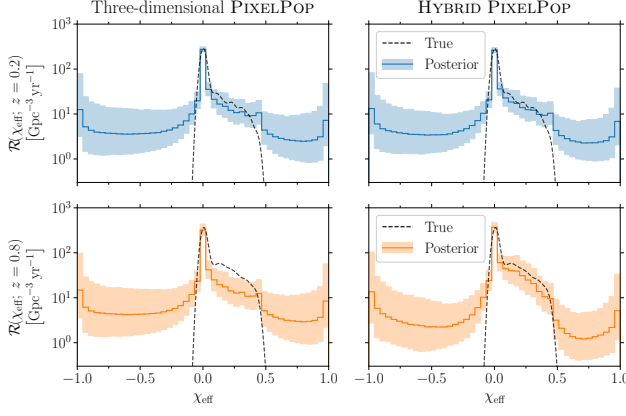 Three-dimensional PIXELPOP
HYBRID PIXELPOP
R(χeff; z = 0.2)
[Gpc⁻³ yr⁻¹]
10³
10²
10¹
10⁰
True
Posterior
True
Posterior
R(χeff; z = 0.8)
[Gpc⁻³ yr⁻¹]
10³
10²
10¹
10⁰
True
Posterior
−1.0 −0.5 0.0 0.5 1.0
χeff
−1.0 −0.5 0.0 0.5 1.0
χeff